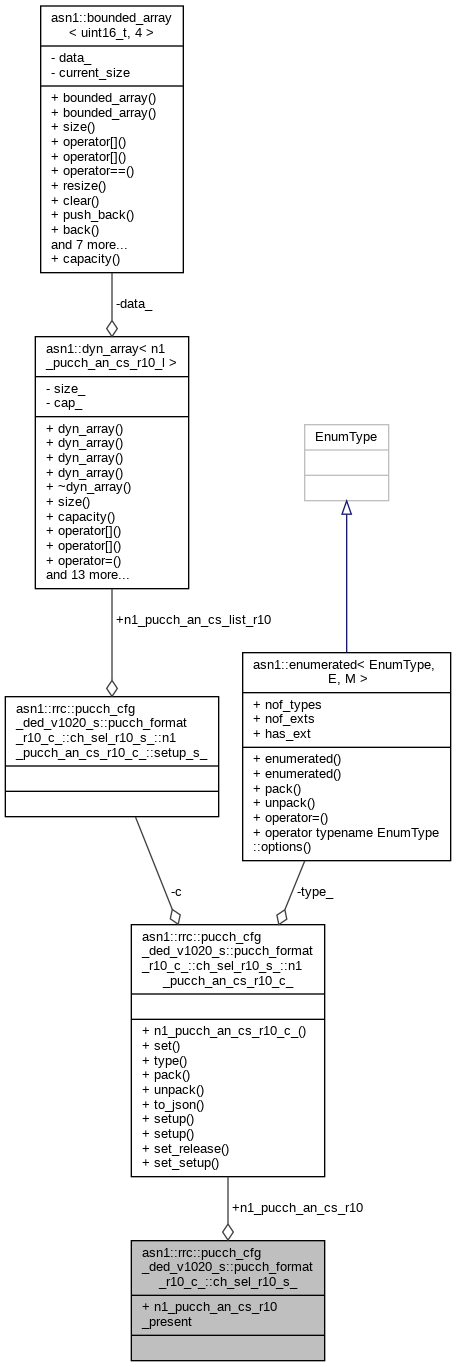 asn1::bounded_array
< uint16_t, 4 >
- data_
- current_size
+ bounded_array()
+ bounded_array()
+ size()
+ operator[]()
+ operator[]()
+ operator==()
+ resize()
+ clear()
+ push_back()
+ back()
and 7 more...
+ capacity()
-data_
asn1::dyn_array< n1
_pucch_an_cs_r10_l >
- size_
- cap_
+ dyn_array()
+ dyn_array()
+ dyn_array()
+ dyn_array()
+ ~dyn_array()
+ size()
+ capacity()
+ operator[]()
+ operator[]()
+ operator=()
and 13 more...
EnumType
+n1_pucch_an_cs_list_r10
asn1::rrc::pucch_cfg
_ded_v1020_s::pucch_format
_r10_c_::ch_sel_r10_s_::n1
_pucch_an_cs_r10_c_::setup_s_
asn1::enumerated< EnumType,
E, M >
+ nof_types
+ nof_exts
+ has_ext
+ enumerated()
+ enumerated()
+ pack()
+ unpack()
+ operator=()
+ operator typename EnumType
::options()
-c
-type_
asn1::rrc::pucch_cfg
_ded_v1020_s::pucch_format
_r10_c_::ch_sel_r10_s_::n1
_pucch_an_cs_r10_c_
+ n1_pucch_an_cs_r10_c_()
+ set()
+ type()
+ pack()
+ unpack()
+ to_json()
+ setup()
+ setup()
+ set_release()
+ set_setup()
+n1_pucch_an_cs_r10
asn1::rrc::pucch_cfg
_ded_v1020_s::pucch_format
_r10_c_::ch_sel_r10_s_
+ n1_pucch_an_cs_r10
_present